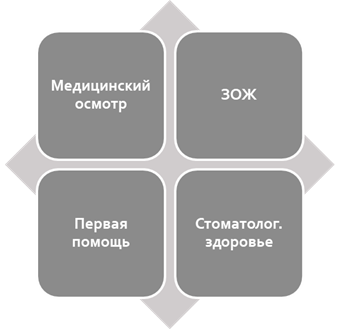 Медицинский
осмотр
ЗОЖ
Первая
помощь
Стоматолог.
здоровье